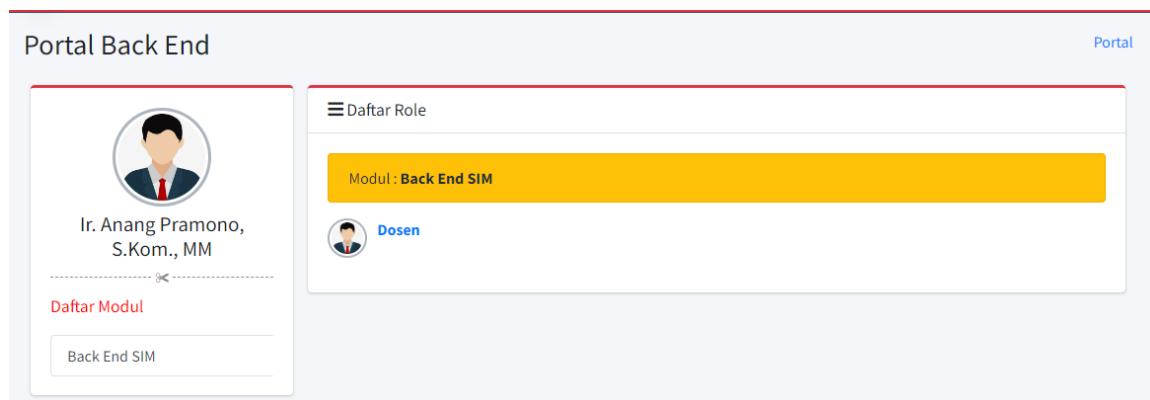 Portal Back End
Portal
Ir. Anang Pramono,
S.Kom., MM
Daftar Modul
Back End SIM
Daftar Role
Modul : Back End SIM
Dosen